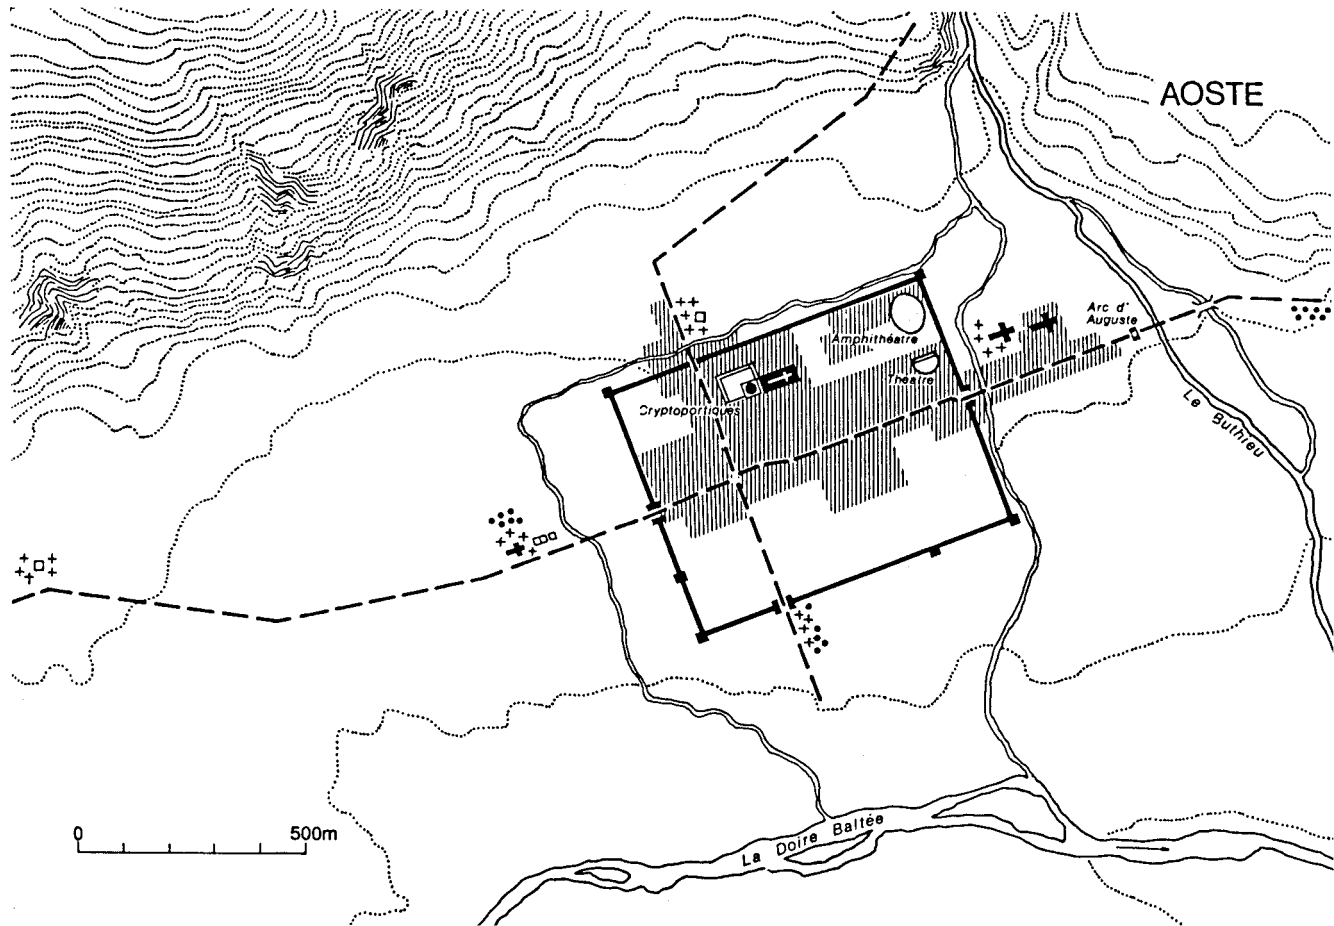 AOSTE
Arc d'
Auguste
Amphithéatre
Théatre
Cryptoportiques
Le Buthieu
0 500m
La Doire Baltée